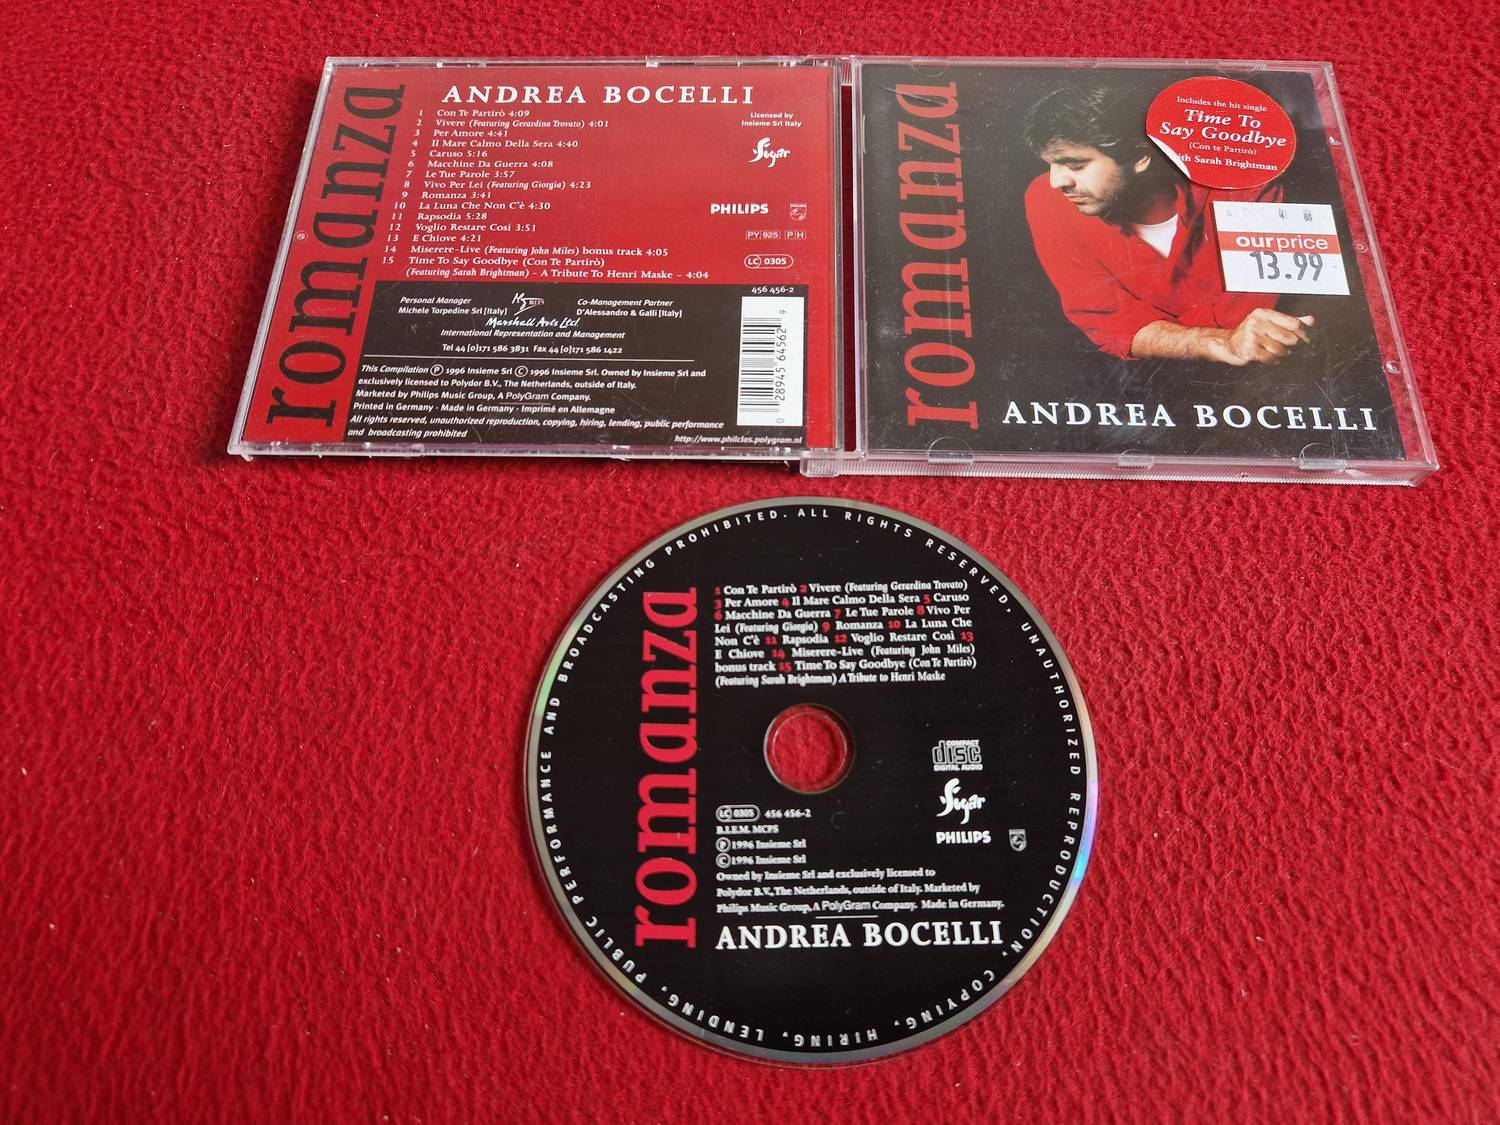 romanza
ANDREA BOCELLI
1 Con Te Partirò 4:09
2 Vivere (Featuring Gerardina Trovato) 4:01
3 Per Amore 4:41
4 Il Mare Calmo Della Sera 4:40
5 Caruso 5:16
6 Macchine Da Guerra 4:08
7 Le Tue Parole 3:57
8 Vivo Per Lei (Featuring Giorgia) 4:23
9 Romanza 3:41
10 La Luna Che Non C'è 4:30
11 Rapsodia 5:28
12 Voglio Restare Così 3:51
13 E Chiove 4:21
14 Miserere-Live (Featuring John Miles) bonus track 4:05
15 Time To Say Goodbye (Con Te Partirò)
(Featuring Sarah Brightman) - A Tribute To Henri Maske - 4:04
Licensed by
Insieme Srl Italy
Sugar
PHILIPS
PY 925 P H
LC 0305
456 456-2
Personal Manager
Michele Torpedine Srl [Italy]
Co-Management Partner
D'Alessandro & Galli [Italy]
Marshall Arts Ltd.
International Representation and Management
Tel 44 [0]171 586 3831 Fax 44 [0]171 586 1422
This Compilation Ⓟ 1996 Insieme Srl © 1996 Insieme Srl. Owned by Insieme Srl and
exclusively licensed to Polydor B.V., The Netherlands, outside of Italy.
Marketed by Philips Music Group, A PolyGram Company.
Printed in Germany · Made in Germany · Imprimé en Allemagne
All rights reserved, unauthorized reproduction, copying, hiring, lending, public performance
and broadcasting prohibited
http://www.philclas.polygram.nl
0 28945 64562 9
romanza
Includes the hit single
Time To
Say Goodbye
(Con te Partirò)
with Sarah Brightman
ourprice
13.99
ANDREA BOCELLI
ALL RIGHTS RESERVED. UNAUTHORIZED REPRODUCTION, COPYING, HIRING, LENDING, PUBLIC PERFORMANCE AND BROADCASTING PROHIBITED.
romanza
1 Con Te Partirò 2 Vivere (Featuring Gerardina Trovato)
3 Per Amore 4 Il Mare Calmo Della Sera 5 Caruso
6 Macchine Da Guerra 7 Le Tue Parole 8 Vivo Per
Lei (Featuring Giorgia) 9 Romanza 10 La Luna Che
Non C'è 11 Rapsodia 12 Voglio Restare Così 13
E Chiove 14 Miserere-Live (Featuring John Miles)
bonus track 15 Time To Say Goodbye (Con Te Partirò)
(Featuring Sarah Brightman) A Tribute to Henri Maske
COMPACT
disc
DIGITAL AUDIO
Sugar
PHILIPS
LC 0305 456 456-2
B.I.E.M. MCPS
Ⓟ 1996 Insieme Srl
© 1996 Insieme Srl
Owned by Insieme Srl and exclusively licensed to
Polydor B.V., The Netherlands, outside of Italy. Marketed by
Philips Music Group, A PolyGram Company. Made in Germany.
ANDREA BOCELLI